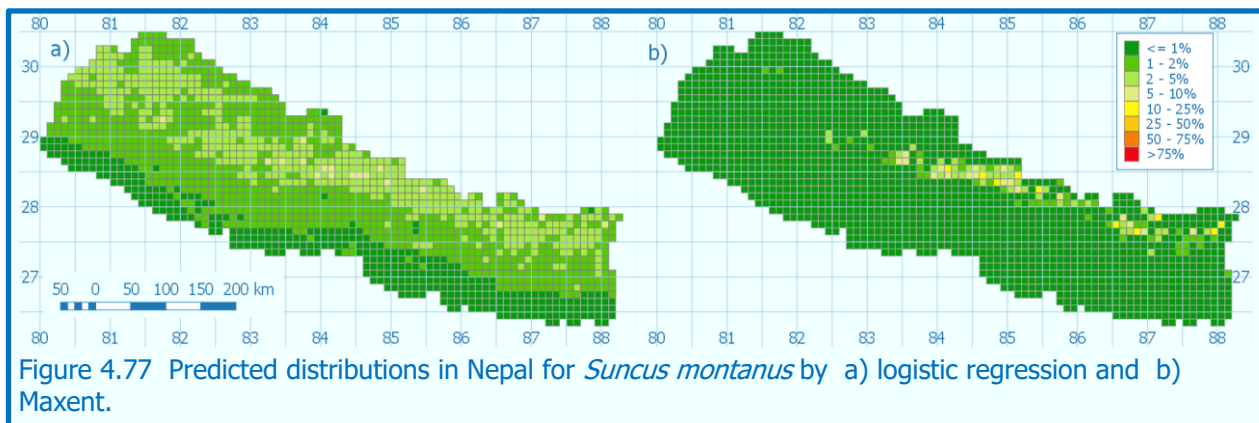 80 81 82 83 84 85 86 87 88 80 81 82 83 84 85 86 87 88
a)
b)
<= 1%
1 - 2%
2 - 5%
5 - 10%
10 - 25%
25 - 50%
50 - 75%
>75%
30 30
29 29
28 28
27 27
50 0 50 100 150 200 km
80 81 82 83 84 85 86 87 88 80 81 82 83 84 85 86 87 88
Figure 4.77 Predicted distributions in Nepal for Suncus montanus by a) logistic regression and b)
Maxent.